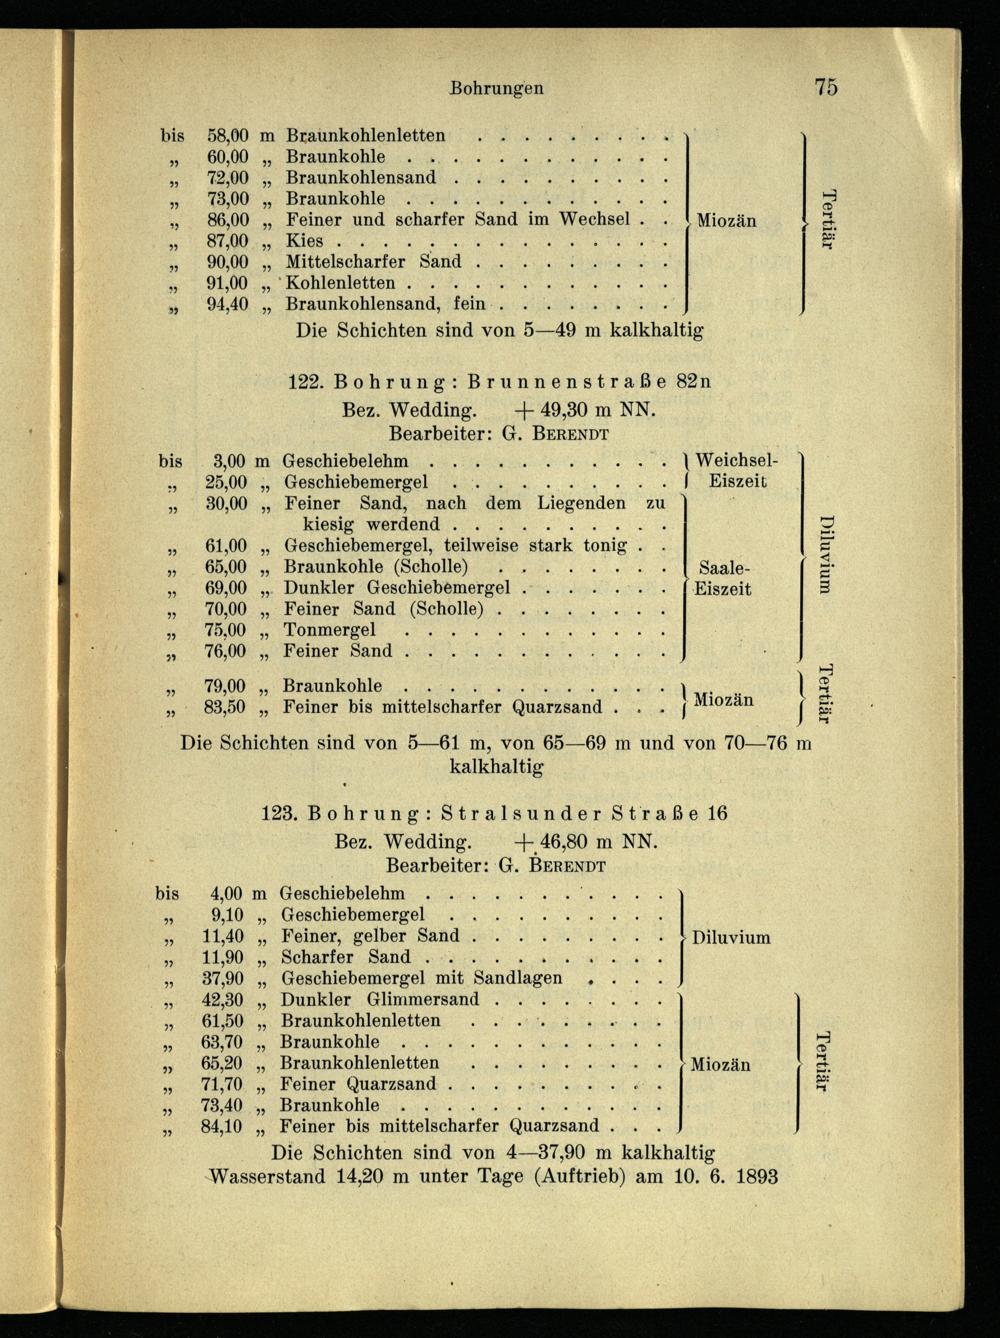 Bohrungen 75
bis 58,00 m Braunkohlenletten . . . . . . . . .
„ 60,00 „ Braunkohle . . . . . . . . . . . .
„ 72,00 „ Braunkohlensand . . . . . . . . . .
„ 73,00 „ Braunkohle . . . . . . . . . . . .
„ 86,00 „ Feiner und scharfer Sand im Wechsel . . Miozän Tertiär
„ 87,00 „ Kies . . . . . . . . . . . . . . .
„ 90,00 „ Mittelscharfer Sand . . . . . . . . .
„ 91,00 „ Kohlenletten . . . . . . . . . . . .
„ 94,40 „ Braunkohlensand, fein . . . . . . . .
Die Schichten sind von 5—49 m kalkhaltig
122. Bohrung: Brunnenstraße 82n
Bez. Wedding. + 49,30 m NN.
Bearbeiter: G. BERENDT
bis 3,00 m Geschiebelehm . . . . . . . . . . . Weichsel-
„ 25,00 „ Geschiebemergel . . . . . . . . . . Eiszeit
„ 30,00 „ Feiner Sand, nach dem Liegenden zu
kiesig werdend . . . . . . . . . .
„ 61,00 „ Geschiebemergel, teilweise stark tonig . . Diluvium
„ 65,00 „ Braunkohle (Scholle) . . . . . . . . Saale-
„ 69,00 „ Dunkler Geschiebemergel . . . . . . . Eiszeit
„ 70,00 „ Feiner Sand (Scholle) . . . . . . . .
„ 75,00 „ Tonmergel . . . . . . . . . . . .
„ 76,00 „ Feiner Sand . . . . . . . . . . . .
„ 79,00 „ Braunkohle . . . . . . . . . . . .
„ 83,50 „ Feiner bis mittelscharfer Quarzsand . . . Miozän Tertiär
Die Schichten sind von 5—61 m, von 65—69 m und von 70—76 m
kalkhaltig
123. Bohrung: Stralsunder Straße 16
Bez. Wedding. + 46,80 m NN.
Bearbeiter: G. BERENDT
bis 4,00 m Geschiebelehm . . . . . . . . . . .
„ 9,10 „ Geschiebemergel . . . . . . . . . .
„ 11,40 „ Feiner, gelber Sand . . . . . . . . . Diluvium
„ 11,90 „ Scharfer Sand . . . . . . . . . . .
„ 37,90 „ Geschiebemergel mit Sandlagen . . . .
„ 42,30 „ Dunkler Glimmersand . . . . . . . .
„ 61,50 „ Braunkohlenletten . . . . . . . . .
„ 63,70 „ Braunkohle . . . . . . . . . . . .
„ 65,20 „ Braunkohlenletten . . . . . . . . . Miozän Tertiär
„ 71,70 „ Feiner Quarzsand . . . . . . . . . .
„ 73,40 „ Braunkohle . . . . . . . . . . . .
„ 84,10 „ Feiner bis mittelscharfer Quarzsand . . .
Die Schichten sind von 4—37,90 m kalkhaltig
Wasserstand 14,20 m unter Tage (Auftrieb) am 10. 6. 1893